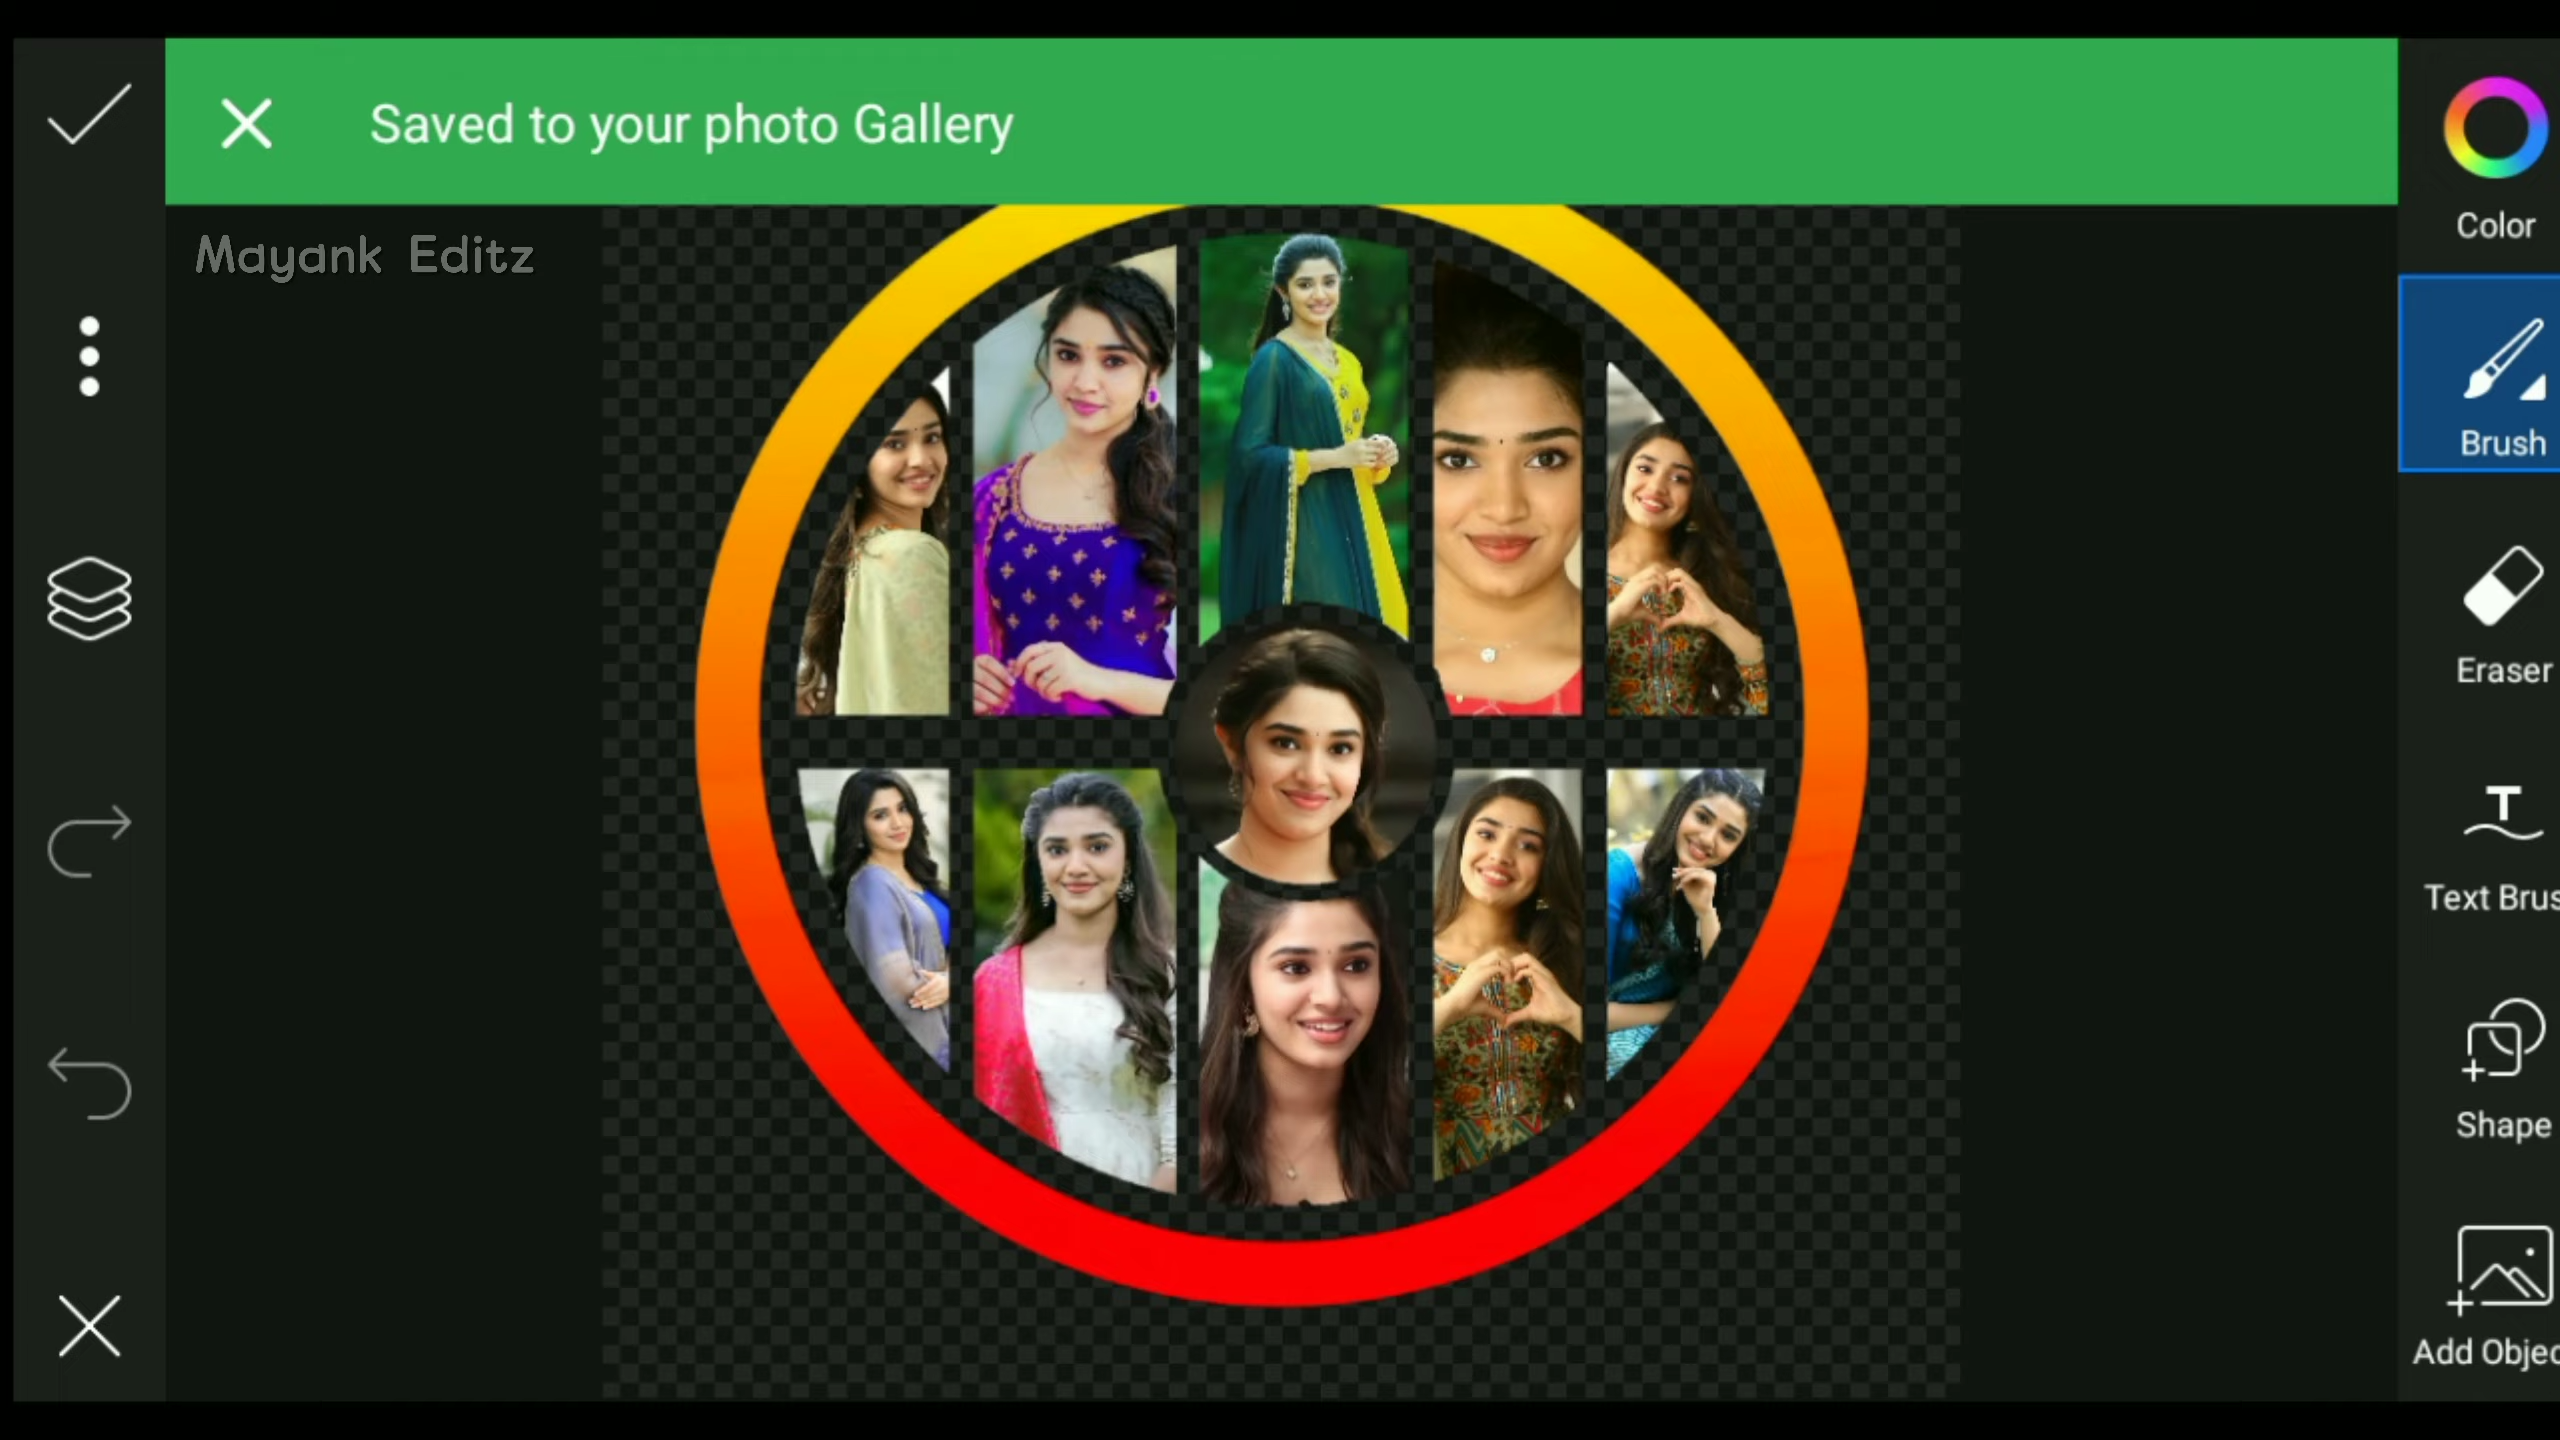 Saved to your photo Gallery
Mayank Editz
Color
Brush
Eraser
Text Brus
Shape
Add Objec